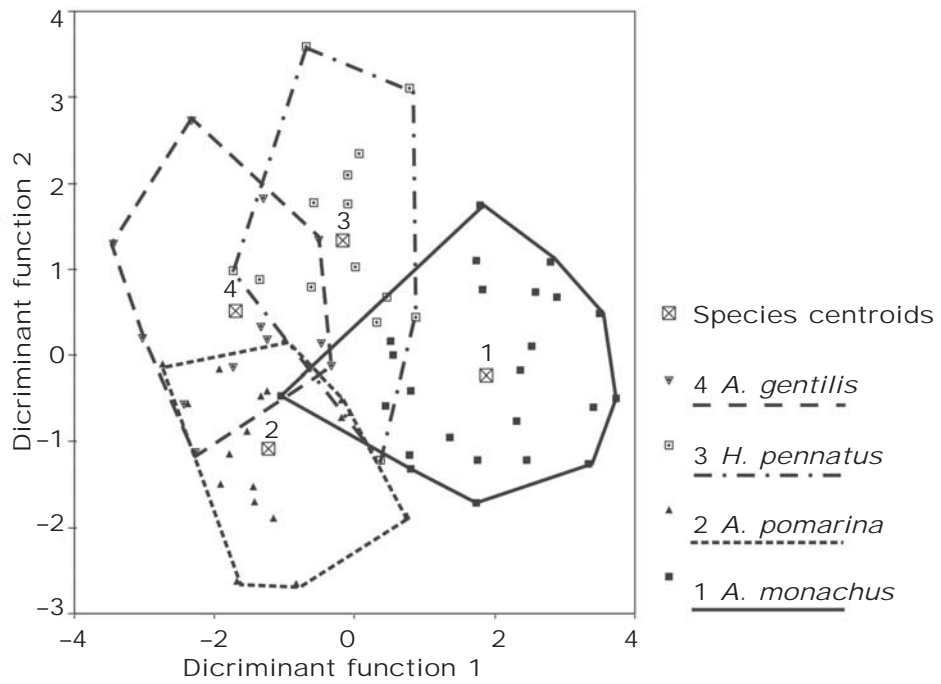 4
3
2
1
0
−1
−2
−3
Dicriminant function 2
−4
−2
0
2
4
Dicriminant function 1
3
4
1
2
Species centroids
4 A. gentilis
3 H. pennatus
2 A. pomarina
1 A. monachus